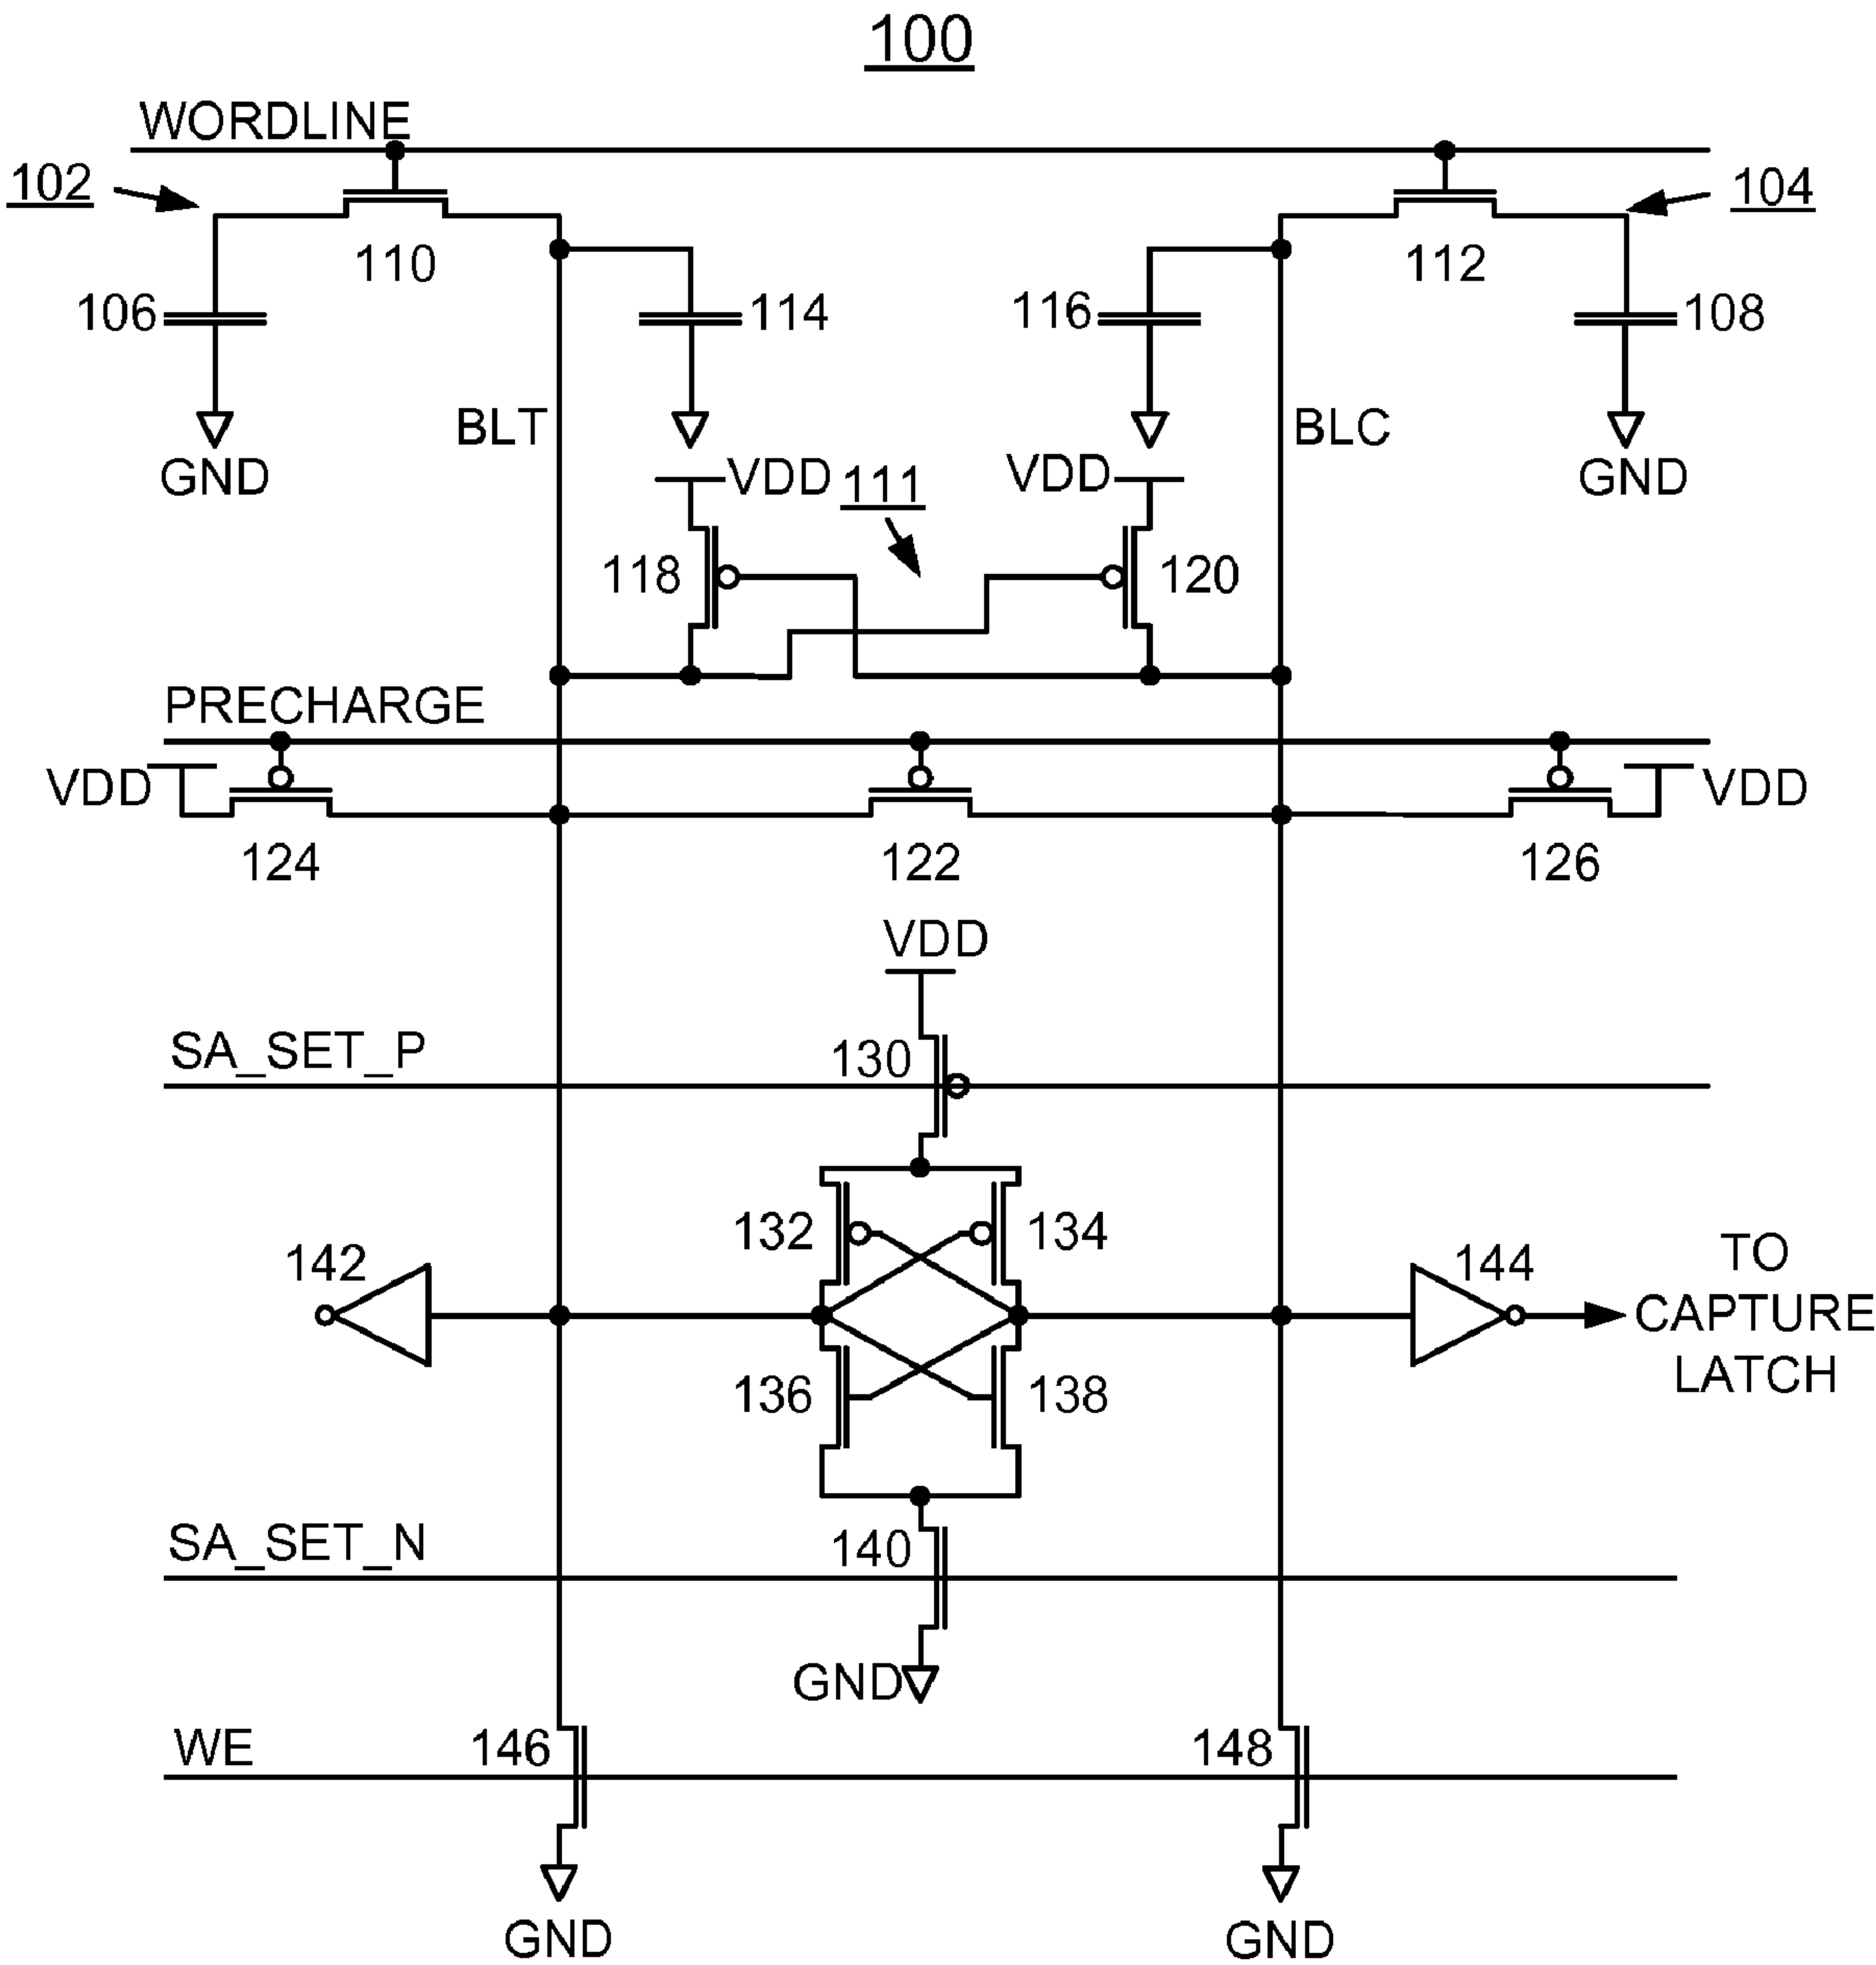 100
WORDLINE
102
104
110
112
106
114
116
108
BLT
BLC
GND
GND
VDD
111
VDD
118
120
PRECHARGE
VDD
VDD
124
122
126
VDD
SA_SET_P
130
132
134
142
144
TO
CAPTURE
LATCH
136
138
SA_SET_N
140
GND
WE
146
148
GND
GND